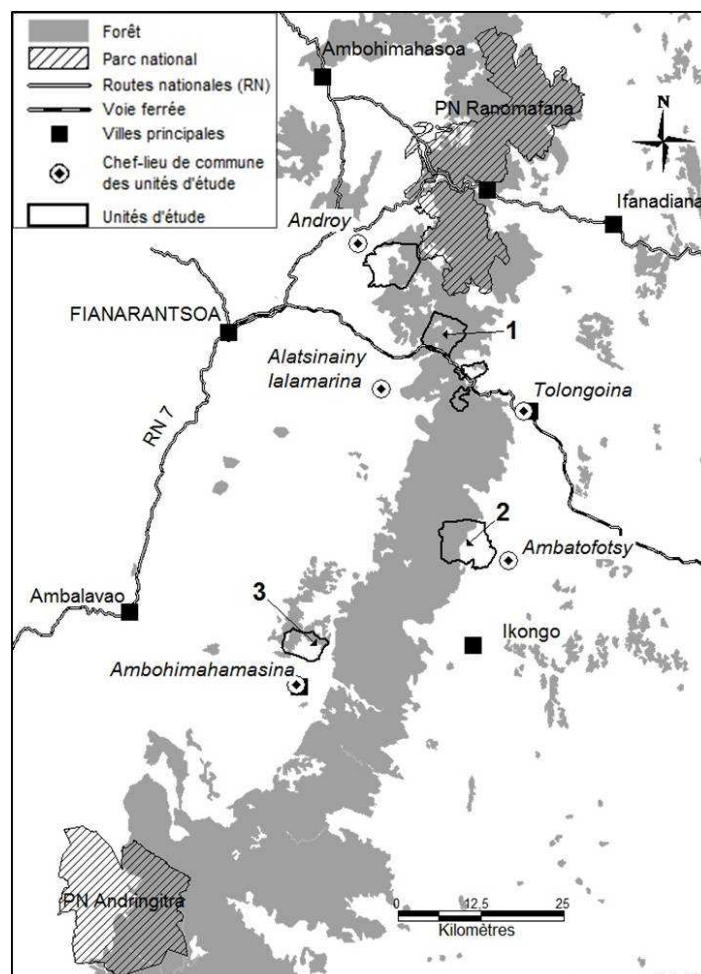 Forêt
Parc national
Routes nationales (RN)
Voie ferrée
Villes principales
Chef-lieu de commune
des unités d'étude
Unités d'étude
Ambohimahasoa
PN Ranomafana
N
Ifanadiana
Androy
FIANARANTSOA
1
Alatsinainy
Ialamarina
Tolongoina
RN 7
2
Ambatofotsy
Ambalavao
3
Ikongo
Ambohimahamasina
PN Andringitra
0 12,5 25
Kilomètres